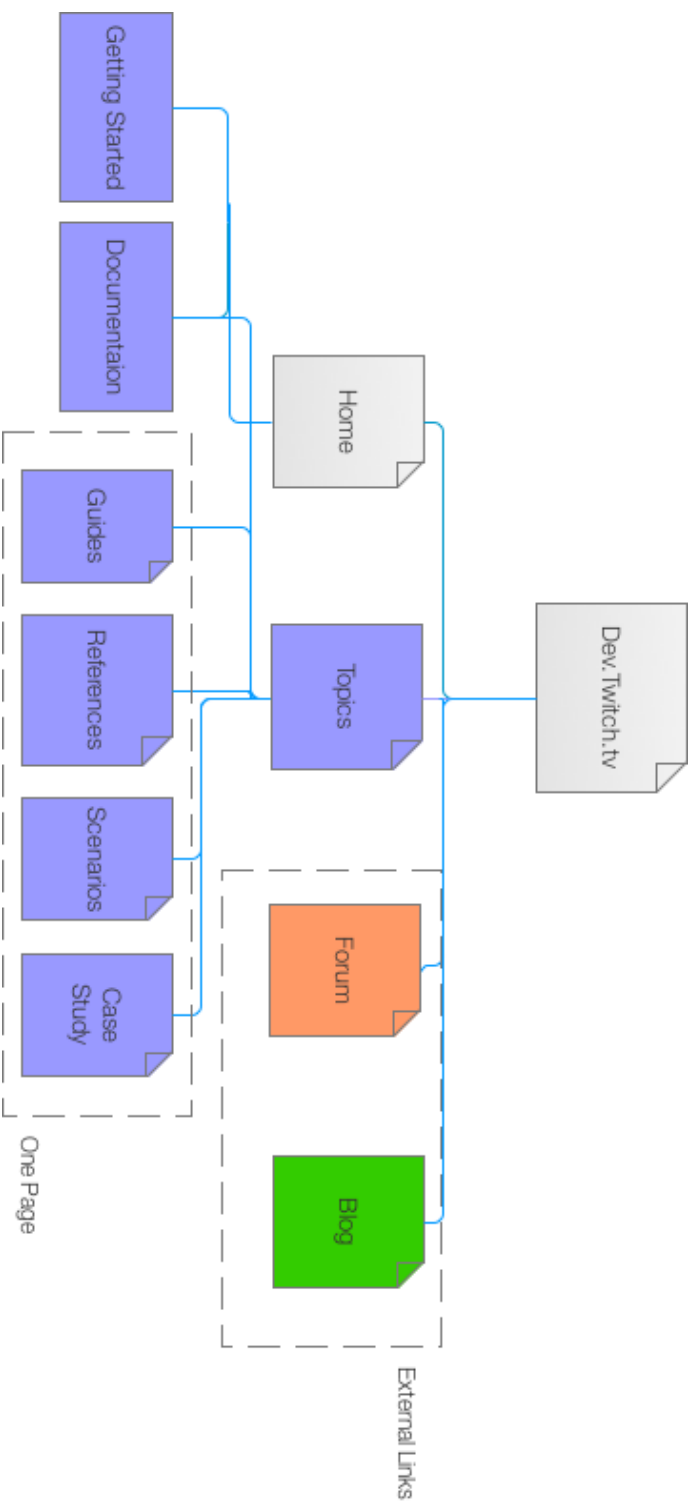 Dev.Twitch.tv
Home
Topics
Forum
Blog
External Links
Getting Started
Documentaion
Guides
References
Scenarios
Case
Study
One Page